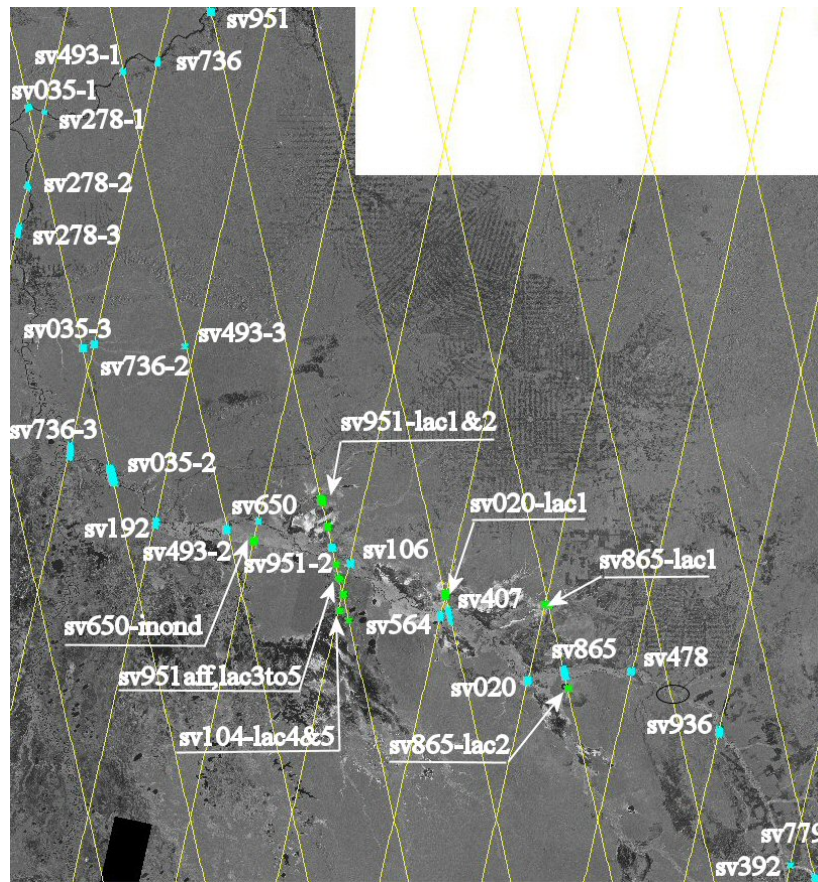 sv951
sv493-1
sv736
sv035-1
sv278-1
sv278-2
sv278-3
sv035-3
sv493-3
sv736-2
sv951-lac1&2
sv736-3
sv035-2
sv020-lac1
sv650
sv192
sv493-2
sv951-2
sv106
sv865-lac1
sv407
sv564
sv650-inond
sv865
sv478
sv951aff,lac3to5
sv020
sv936
sv104-lac4&5
sv865-lac2
sv779
sv392